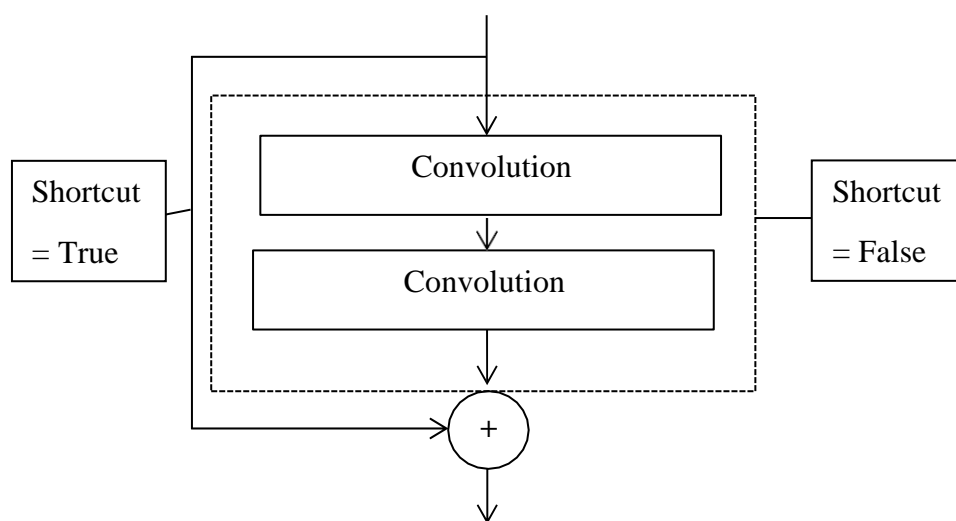 Convolution
Shortcut
= True
Shortcut
= False
Convolution
+